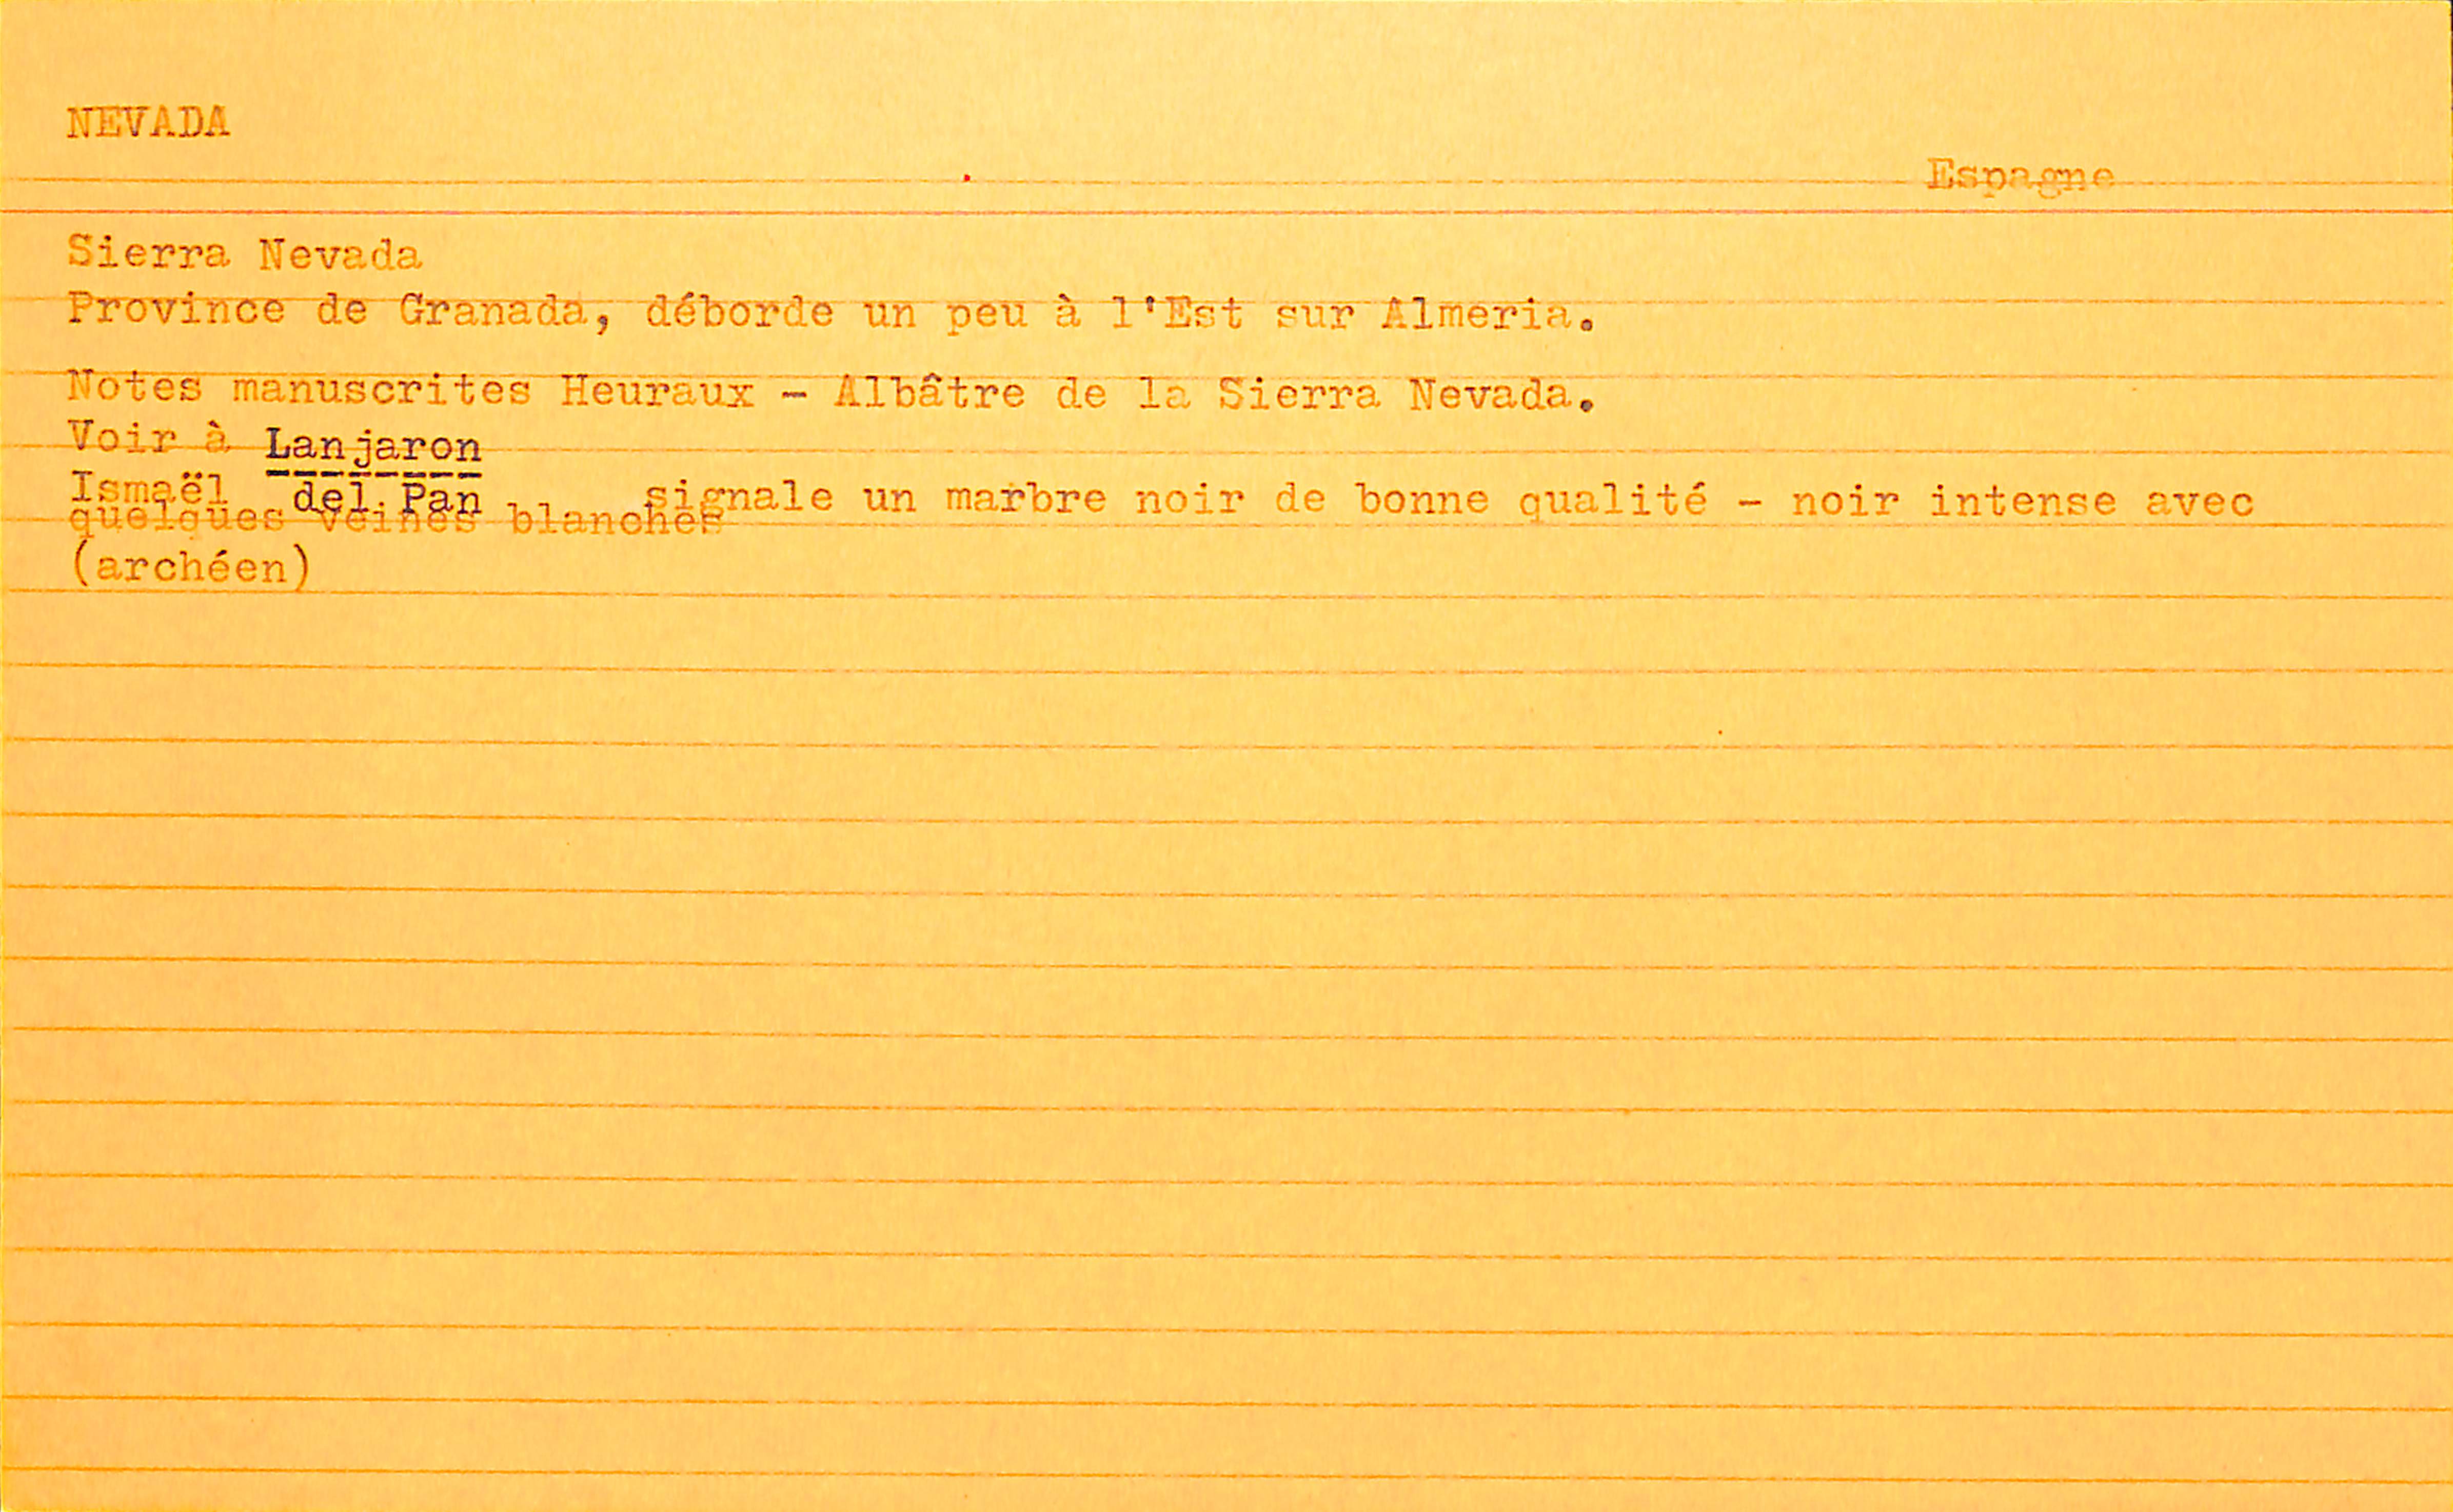 NEVADA
Espagne
Sierra Nevada
Province de Granada, déborde un peu à l'Est sur Almeria.
Notes manuscrites Heuraux - Albâtre de la Sierra Nevada.
Voir à Lanjaron
Ismaël del Pan signale un marbre noir de bonne qualité - noir intense avec
quelques veines blanches
(archéen)